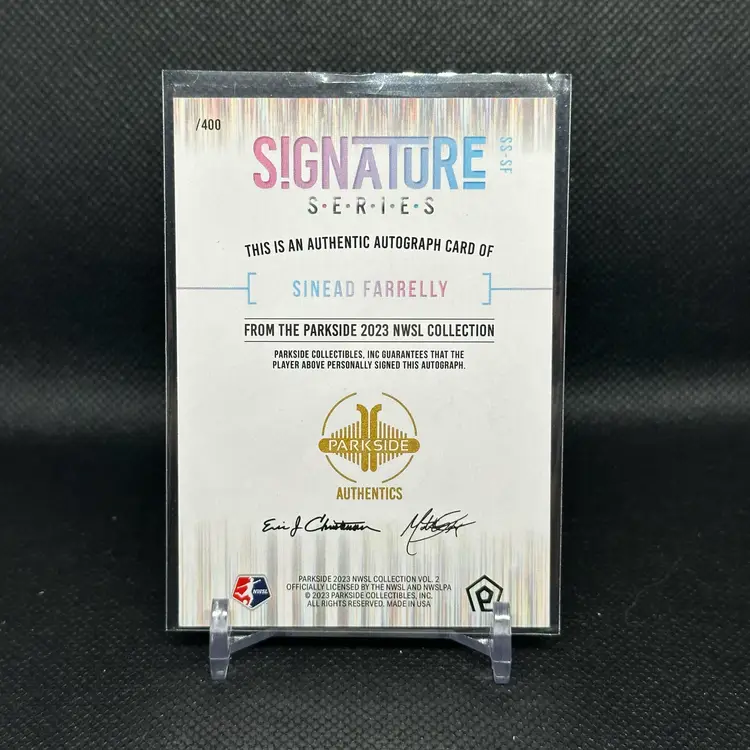 /400
SIGNATURE
SS-SF
S·E·R·I·E·S
THIS IS AN AUTHENTIC AUTOGRAPH CARD OF
SINEAD FARRELLY
FROM THE PARKSIDE 2023 NWSL COLLECTION
PARKSIDE COLLECTIBLES, INC GUARANTEES THAT THE
PLAYER ABOVE PERSONALLY SIGNED THIS AUTOGRAPH.
PARKSIDE
AUTHENTICS
PARKSIDE 2023 NWSL COLLECTION VOL. 2
OFFICIALLY LICENSED BY THE NWSL AND NWSLPA
© 2023 PARKSIDE COLLECTIBLES, INC.
ALL RIGHTS RESERVED. MADE IN USA
NWSL